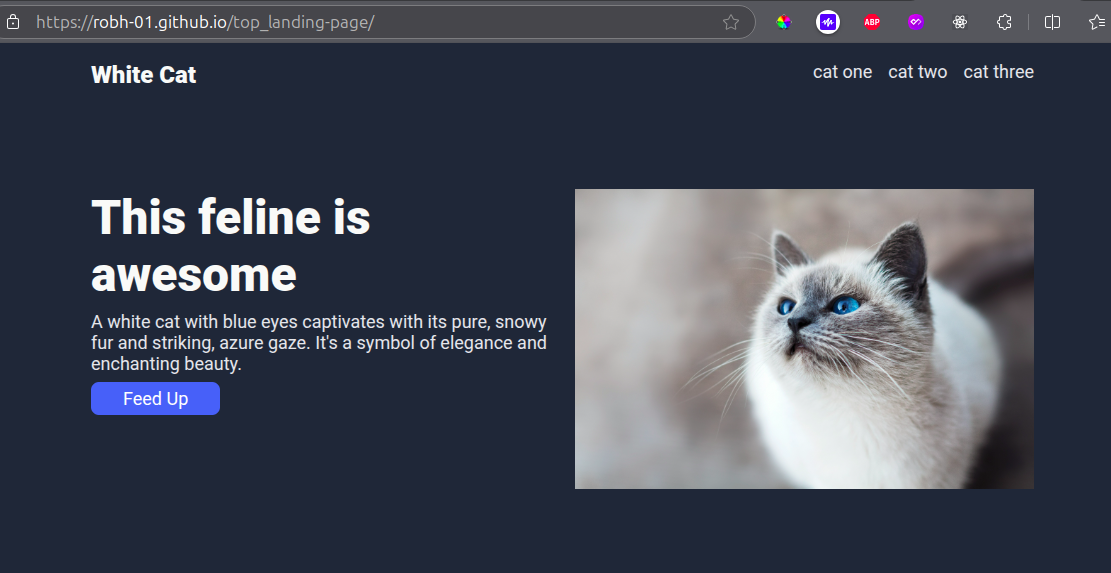 https://robh-01.github.io/top_landing-page/
ABP
White Cat
cat one cat two cat three
This feline is
awesome
A white cat with blue eyes captivates with its pure, snowy
fur and striking, azure gaze. It's a symbol of elegance and
enchanting beauty.
Feed Up